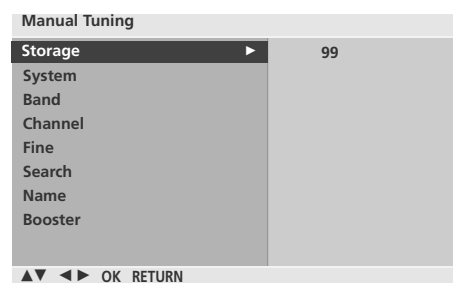 Manual Tuning
Storage ► 99
System
Band
Channel
Fine
Search
Name
Booster
▲▼ ◄► OK RETURN